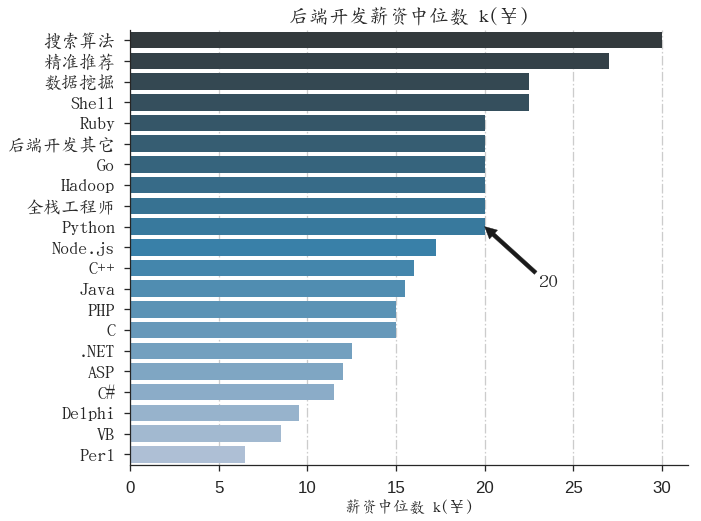 后端开发薪资中位数 k(￥)
搜索算法
精准推荐
数据挖掘
Shell
Ruby
后端开发其它
Go
Hadoop
全栈工程师
Python
Node.js
C++
20
Java
PHP
C
.NET
ASP
C#
Delphi
VB
Perl
0 5 10 15 20 25 30
薪资中位数 k(￥)